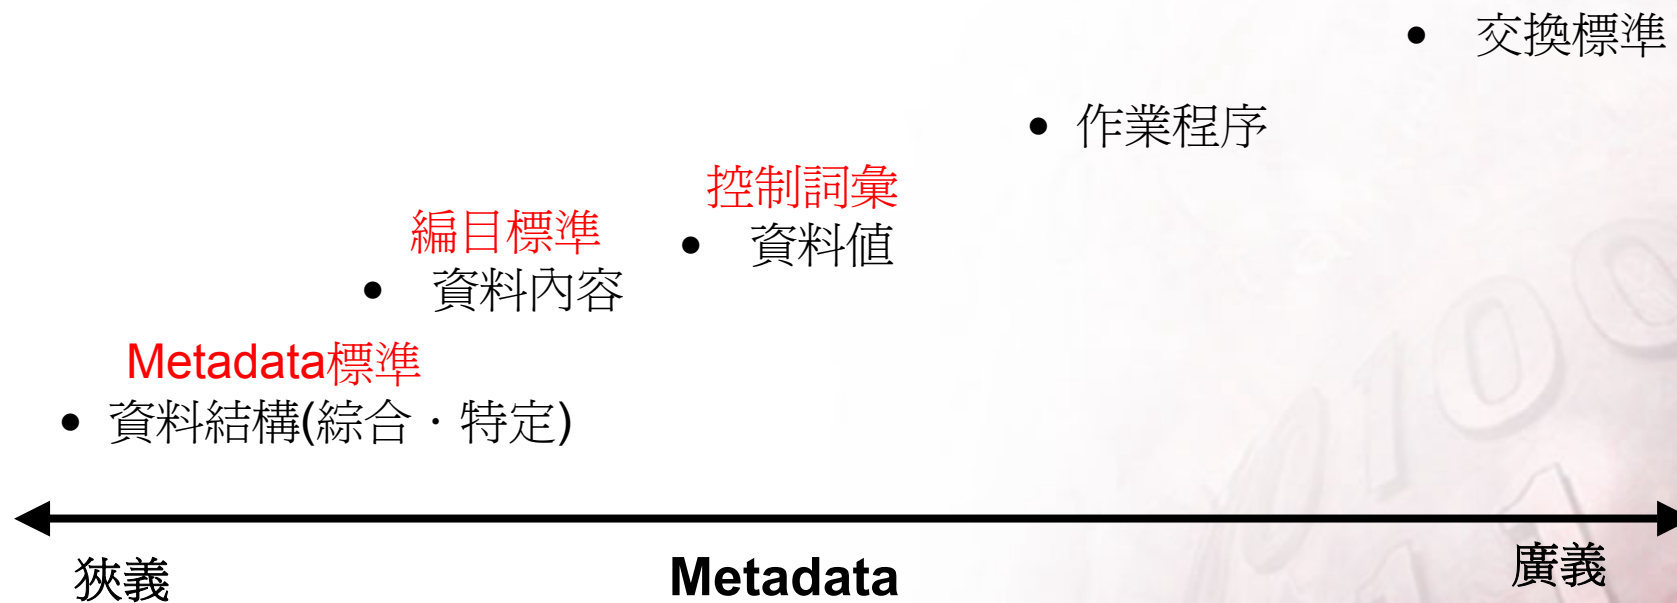 • 交換標準
• 作業程序
控制詞彙
• 資料值
編目標準
• 資料內容
Metadata標準
• 資料結構(綜合．特定)
狹義
Metadata
廣義